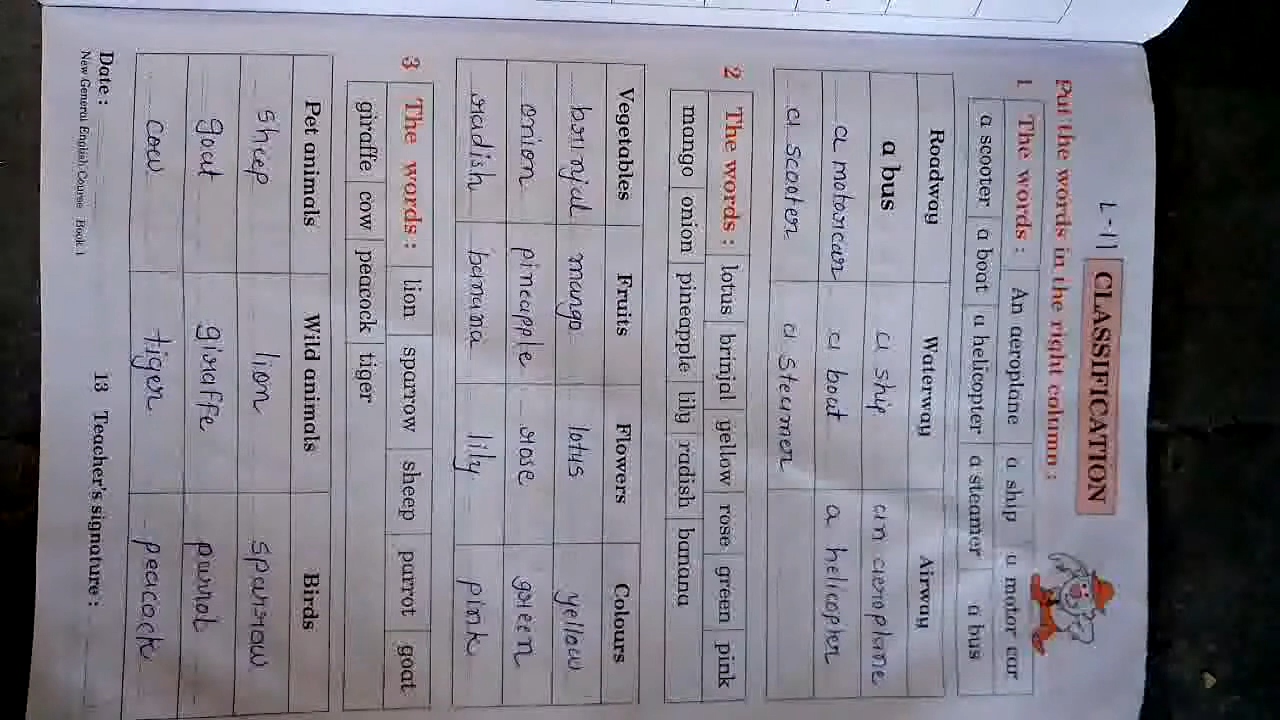 L-11 CLASSIFICATION
Put the words in the right column :
1 The words : An aeroplane a ship a motor car
a scooter a boat a helicopter a steamer a bus
Roadway Waterway Airway
a bus a ship an aeroplane
a motorcar a boat a helicopter
a scooter a steamer
2 The words : lotus brinjal yellow rose green pink
mango onion pineapple lily radish banana
Vegetables Fruits Flowers Colours
brinjal mango lotus yellow
onion pineapple rose green
radish banana lily pink
3 The words : lion sparrow sheep parrot goat
giraffe cow peacock tiger
Pet animals Wild animals Birds
sheep lion sparrow
goat giraffe parrot
cow tiger peacock
Date : 13 Teacher's signature :
New General English Course Book 1